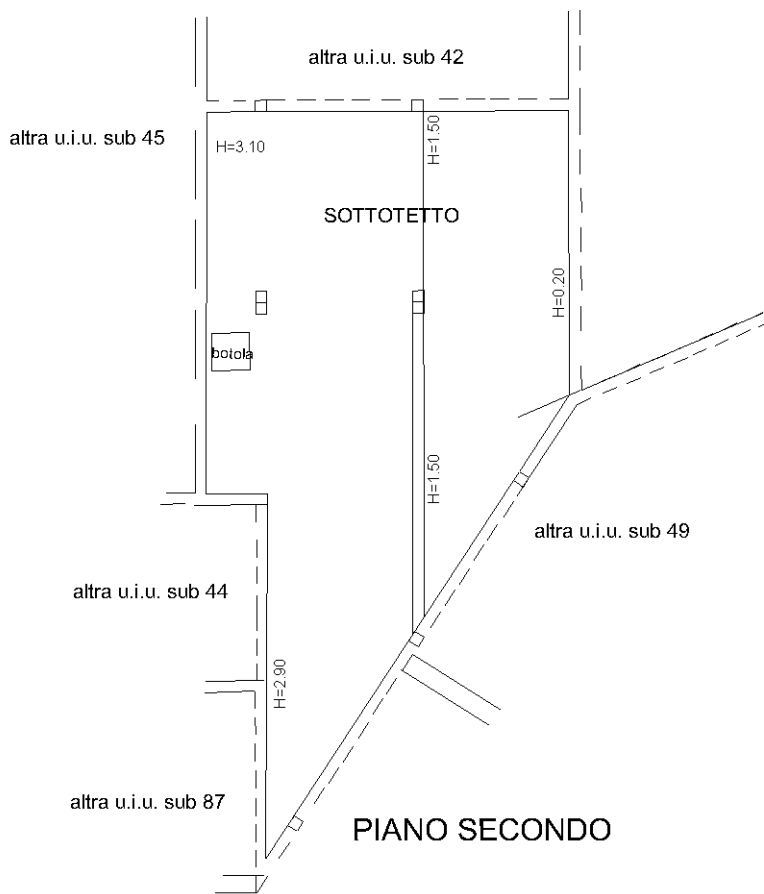 altra u.i.u. sub 42
altra u.i.u. sub 45
H=3.10
H=1.50
SOTTOTETTO
H=0.20
botola
H=1.50
altra u.i.u. sub 49
altra u.i.u. sub 44
H=2.90
altra u.i.u. sub 87
PIANO SECONDO